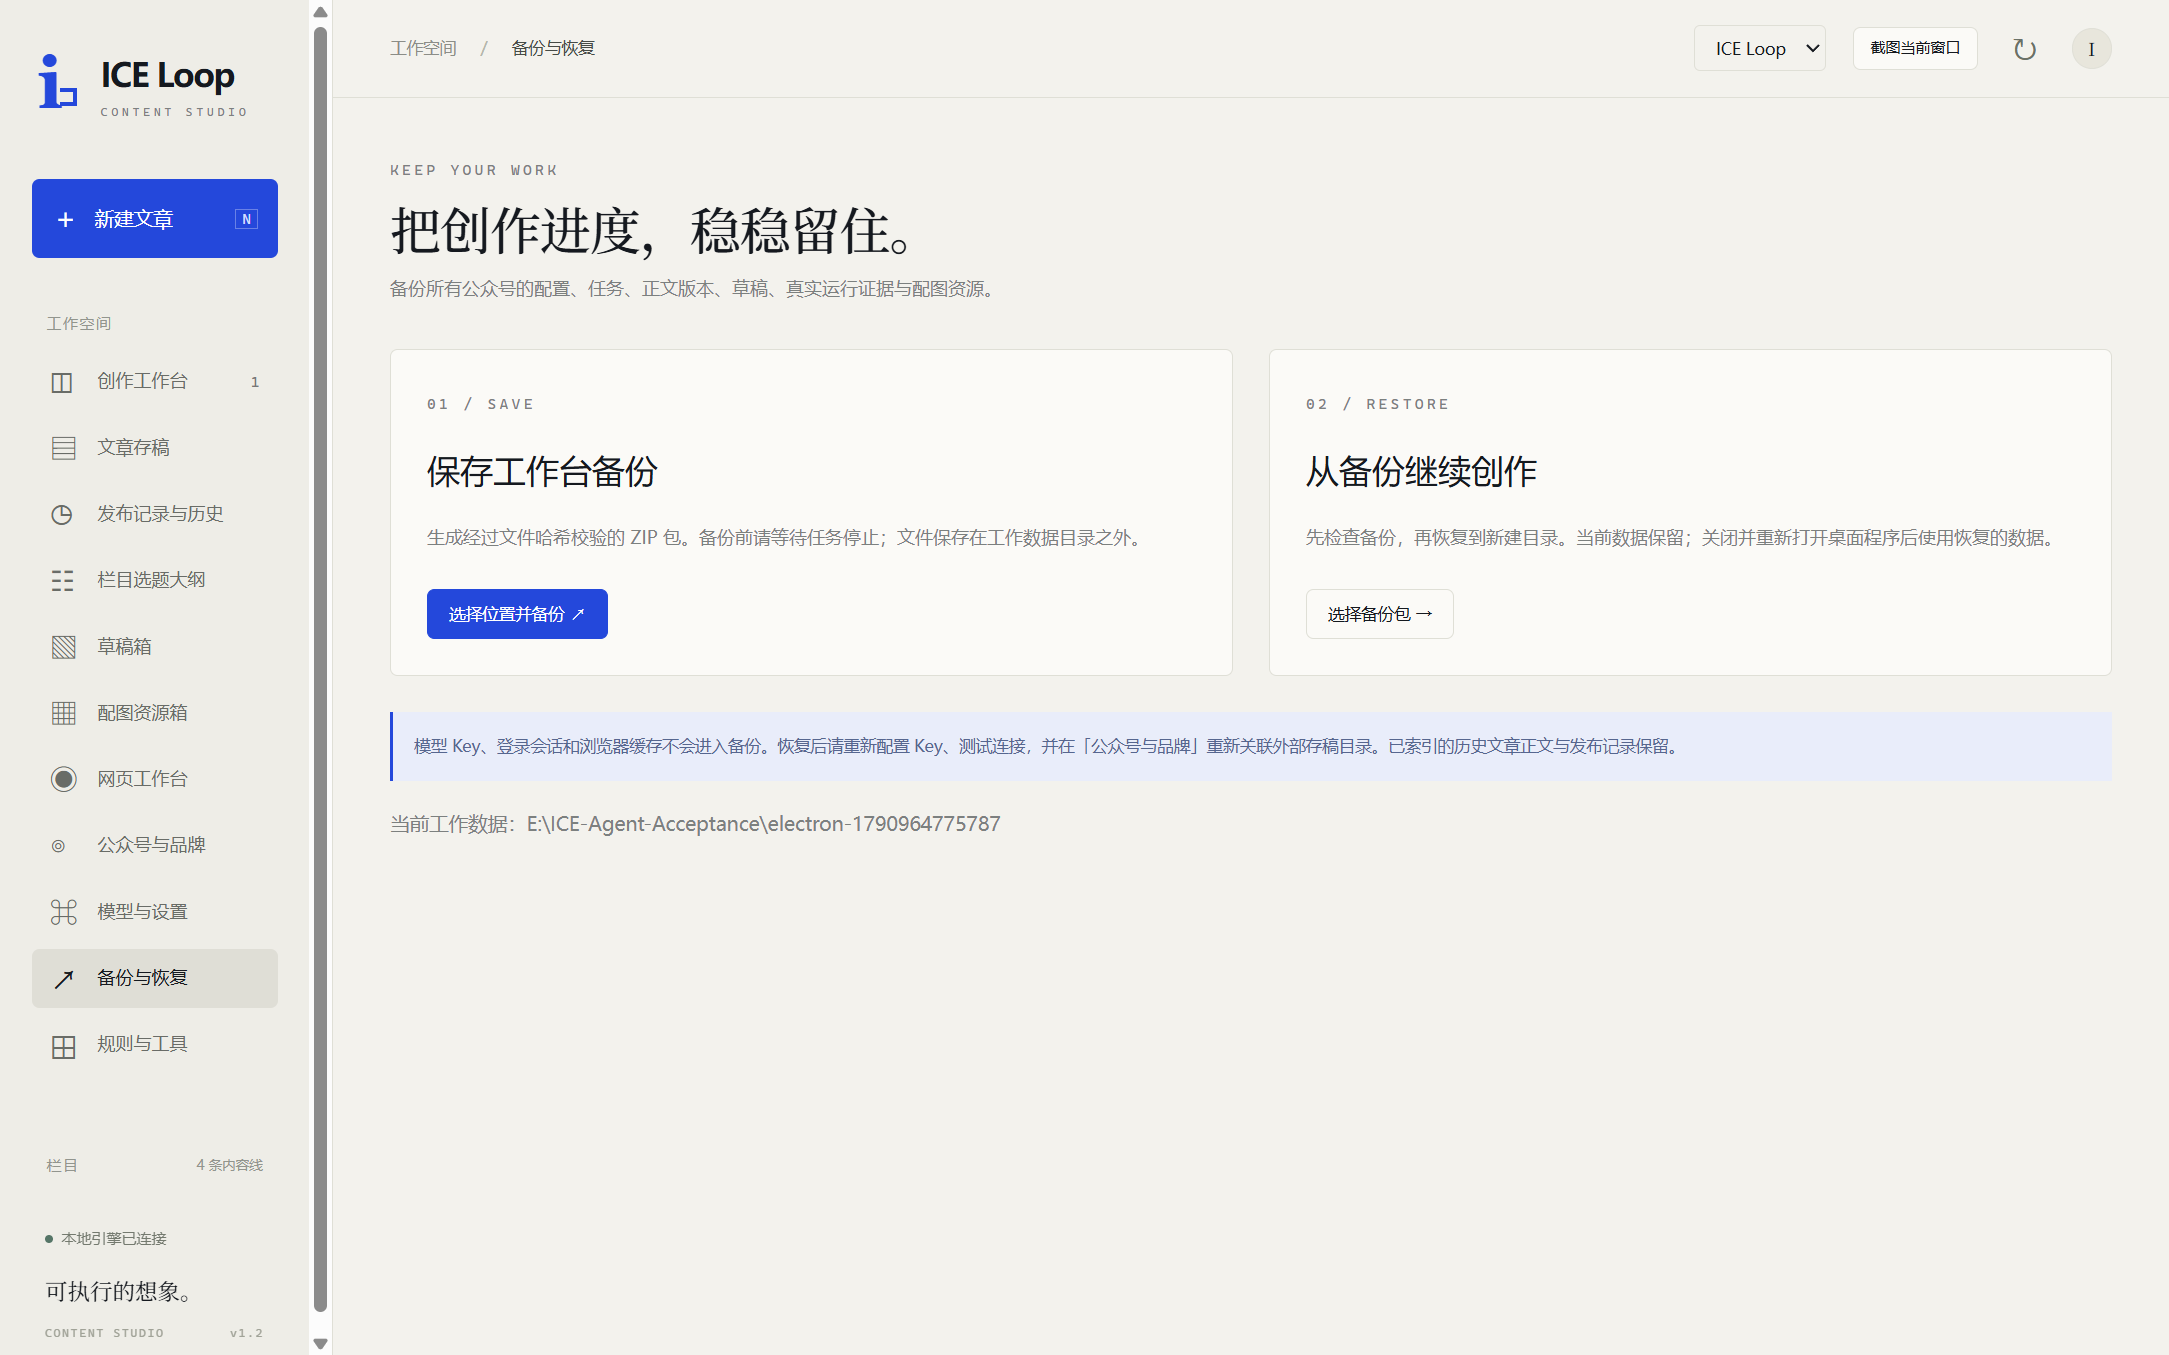 ICE Loop
CONTENT STUDIO
+ 新建文章 N
工作空间
创作工作台 1
文章存稿
发布记录与历史
栏目选题大纲
草稿箱
配图资源箱
网页工作台
公众号与品牌
模型与设置
备份与恢复
规则与工具
栏目 4 条内容线
本地引擎已连接
可执行的想象。
CONTENT STUDIO v1.2
工作空间 / 备份与恢复
ICE Loop
截图当前窗口
I
KEEP YOUR WORK
把创作进度，稳稳留住。
备份所有公众号的配置、任务、正文版本、草稿、真实运行证据与配图资源。
01 / SAVE
保存工作台备份
生成经过文件哈希校验的 ZIP 包。备份前请等待任务停止；文件保存在工作数据目录之外。
选择位置并备份 ↗
02 / RESTORE
从备份继续创作
先检查备份，再恢复到新建目录。当前数据保留；关闭并重新打开桌面程序后使用恢复的数据。
选择备份包 →
模型 Key、登录会话和浏览器缓存不会进入备份。恢复后请重新配置 Key、测试连接，并在「公众号与品牌」重新关联外部存稿目录。已索引的历史文章正文与发布记录保留。
当前工作数据：E:\ICE-Agent-Acceptance\electron-1790964775787